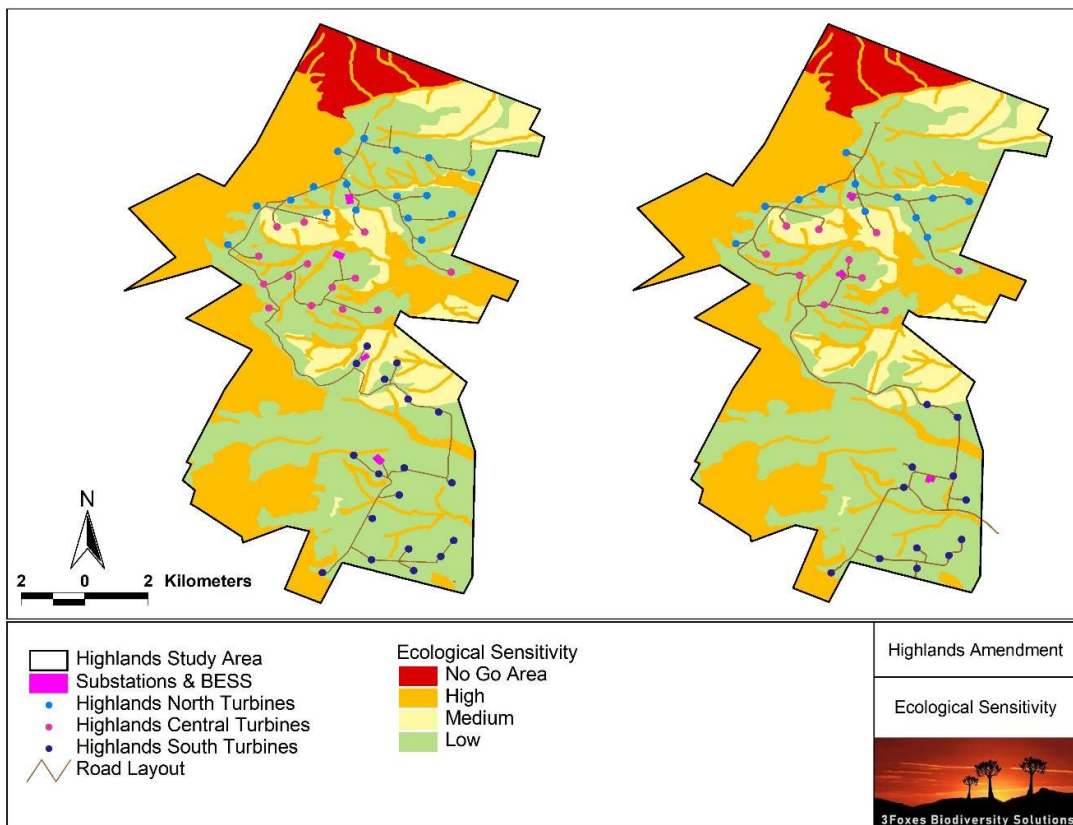 N
2 0 2 Kilometers
Highlands Study Area
Substations & BESS
Highlands North Turbines
Highlands Central Turbines
Highlands South Turbines
Road Layout
Ecological Sensitivity
No Go Area
High
Medium
Low
Highlands Amendment
Ecological Sensitivity
3Foxes Biodiversity Solutions